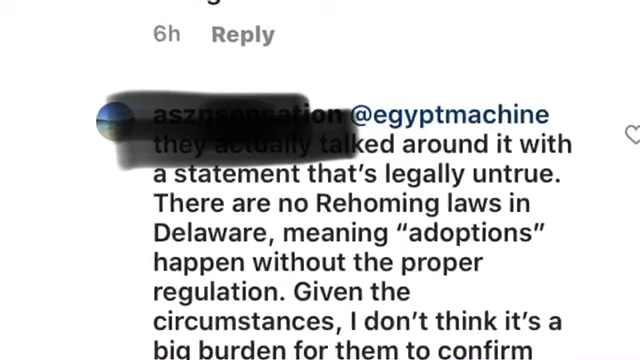 6h Reply
@egyptmachine
they actually talked around it with
a statement that's legally untrue.
There are no Rehoming laws in
Delaware, meaning “adoptions”
happen without the proper
regulation. Given the
circumstances, I don't think it's a
big burden for them to confirm